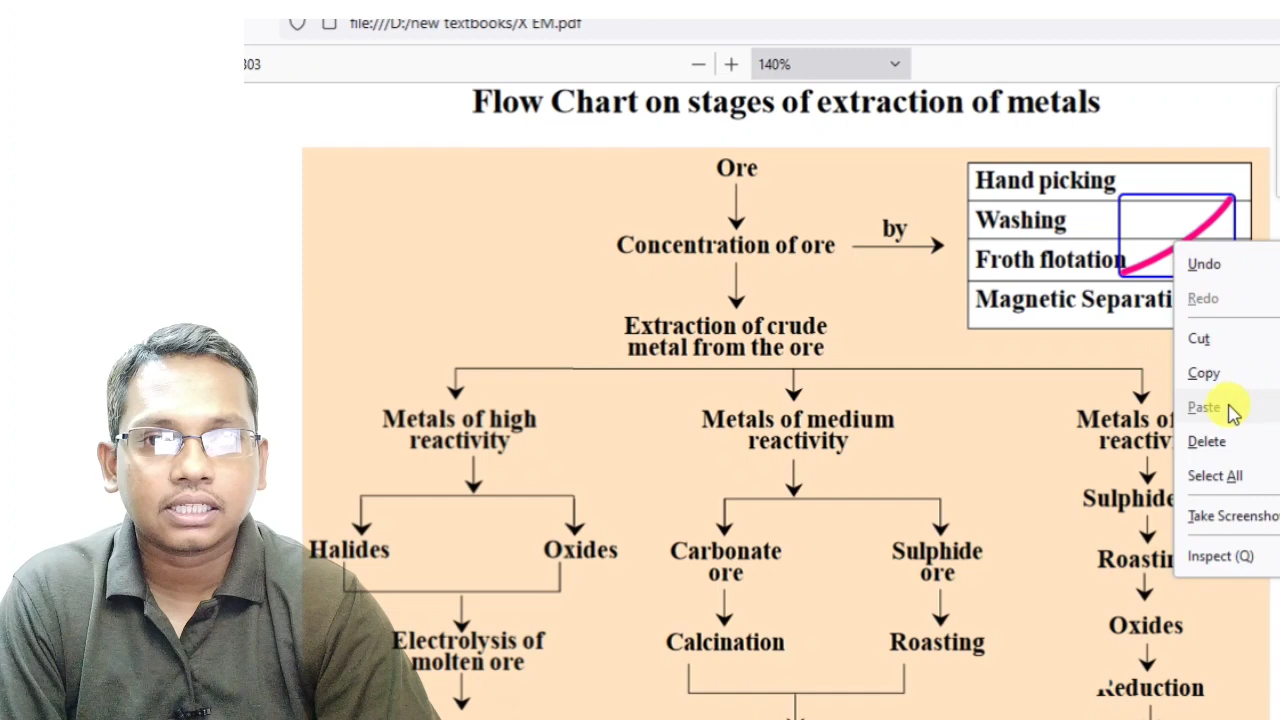 file:///D:/new textbooks/X EM.pdf
303
140%
Flow Chart on stages of extraction of metals
Ore
Concentration of ore
by
Hand picking
Washing
Froth flotation
Magnetic Separati
Extraction of crude
metal from the ore
Metals of high
reactivity
Metals of medium
reactivity
Metals of
reactiv
Halides
Oxides
Carbonate
ore
Sulphide
ore
Sulphide
Roastin
Oxides
Reduction
Electrolysis of
molten ore
Calcination
Roasting
Undo
Redo
Cut
Copy
Paste
Delete
Select All
Take Screensho
Inspect (Q)